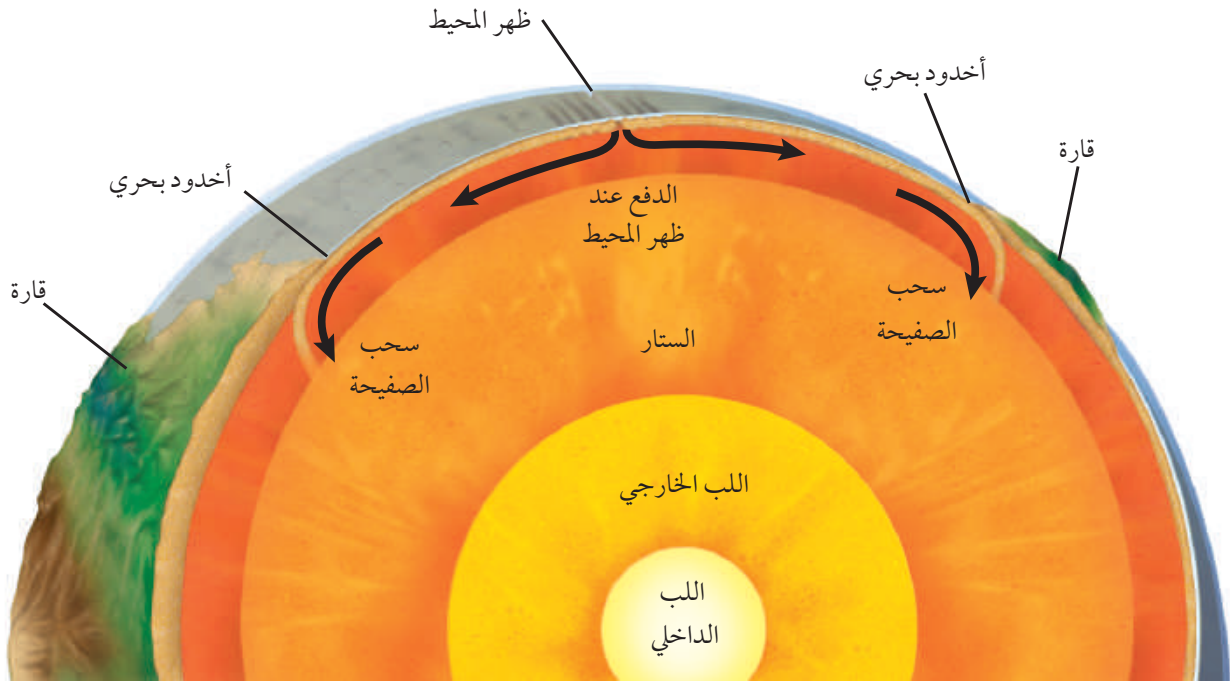 ظهر المحيط
أخدود بحري
قارة
أخدود بحري
الدفع عند
ظهر المحيط
سحب
الصفيحة
قارة
الستار
سحب
الصفيحة
اللب الخارجي
اللب
الداخلي